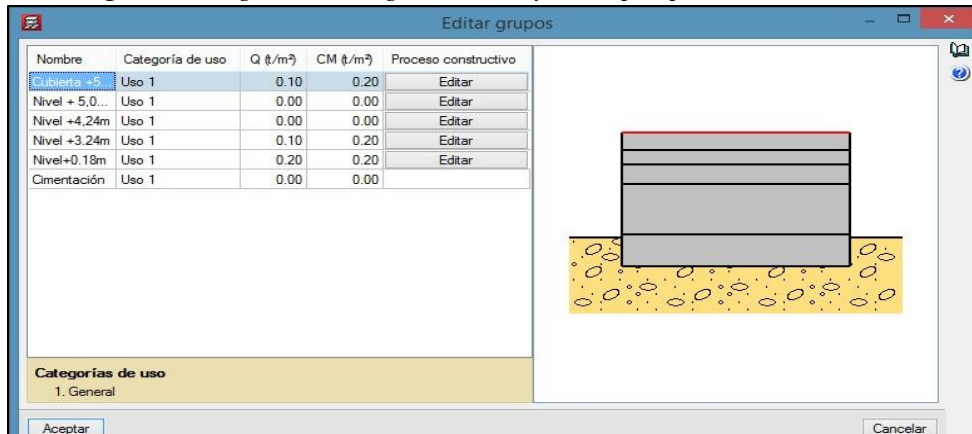 Editar grupos
Nombre Categoría de uso Q (t/m²) CM (t/m²) Proceso constructivo
Cubierta +5... Uso 1 0.10 0.20 Editar
Nivel + 5,0... Uso 1 0.00 0.00 Editar
Nivel +4,24m Uso 1 0.00 0.00 Editar
Nivel +3.24m Uso 1 0.10 0.20 Editar
Nivel+0.18m Uso 1 0.20 0.20 Editar
Cimentación Uso 1 0.00 0.00
Categorías de uso
1. General
Aceptar Cancelar